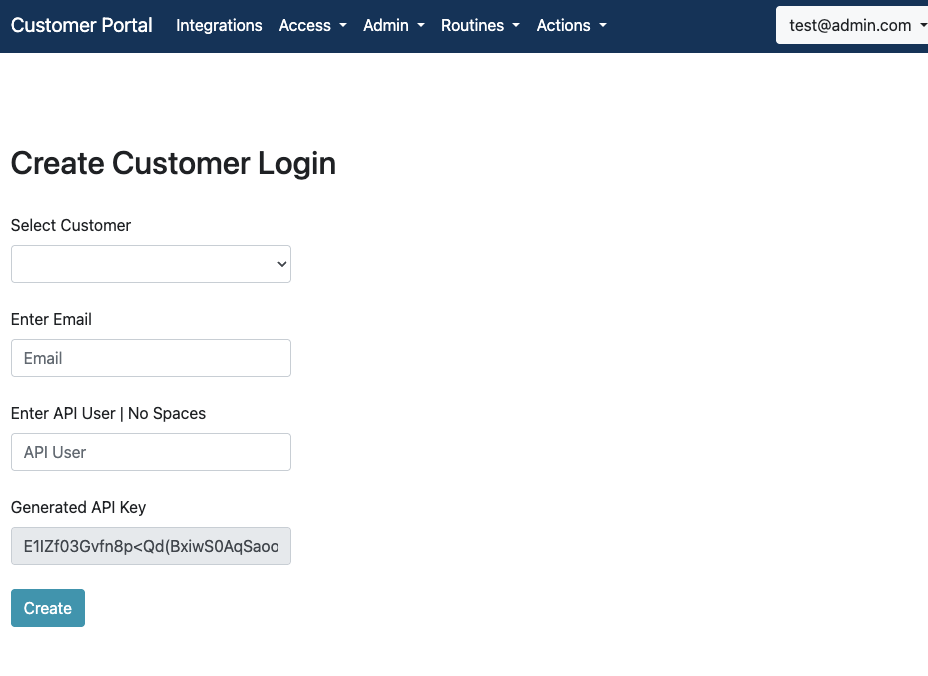 Customer Portal Integrations Access Admin Routines Actions test@admin.com
Create Customer Login
Select Customer
Enter Email
Email
Enter API User | No Spaces
API User
Generated API Key
E1IZf03Gvfn8p<Qd(BxiwS0AqSaoc
Create